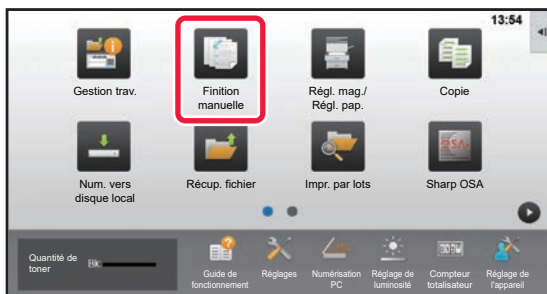 13:54
Gestion trav.
Finition
manuelle
Régl. mag./
Régl. pap.
Copie
Num. vers
disque local
Récup. fichier
Impr. par lots
Sharp OSA
Quantité de
toner
Bk:
Guide de
fonctionnement
Réglages
Numérisation
PC
Réglage de
luminosité
Compteur
totalisateur
Réglage de
l'appareil